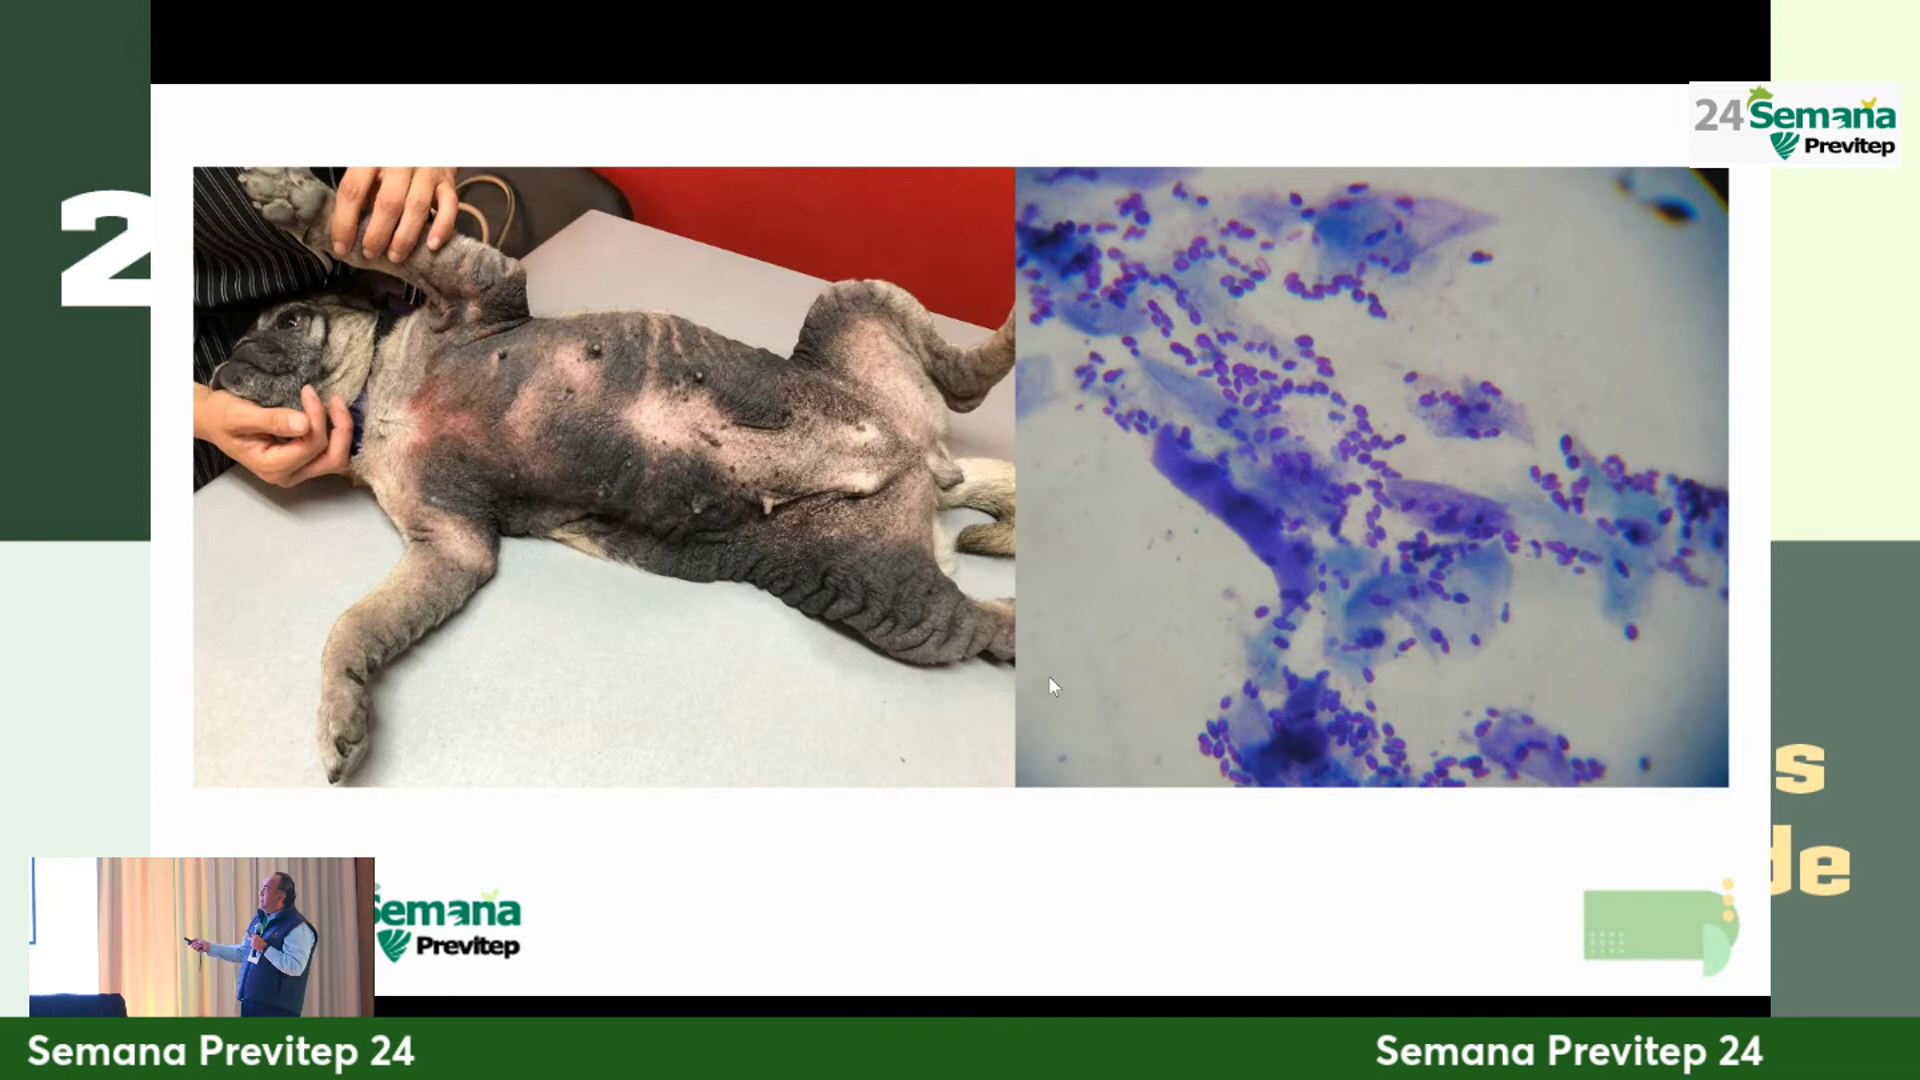 24 Semana
Previtep
2
s
de
Semana
Previtep
Semana Previtep 24
Semana Previtep 24